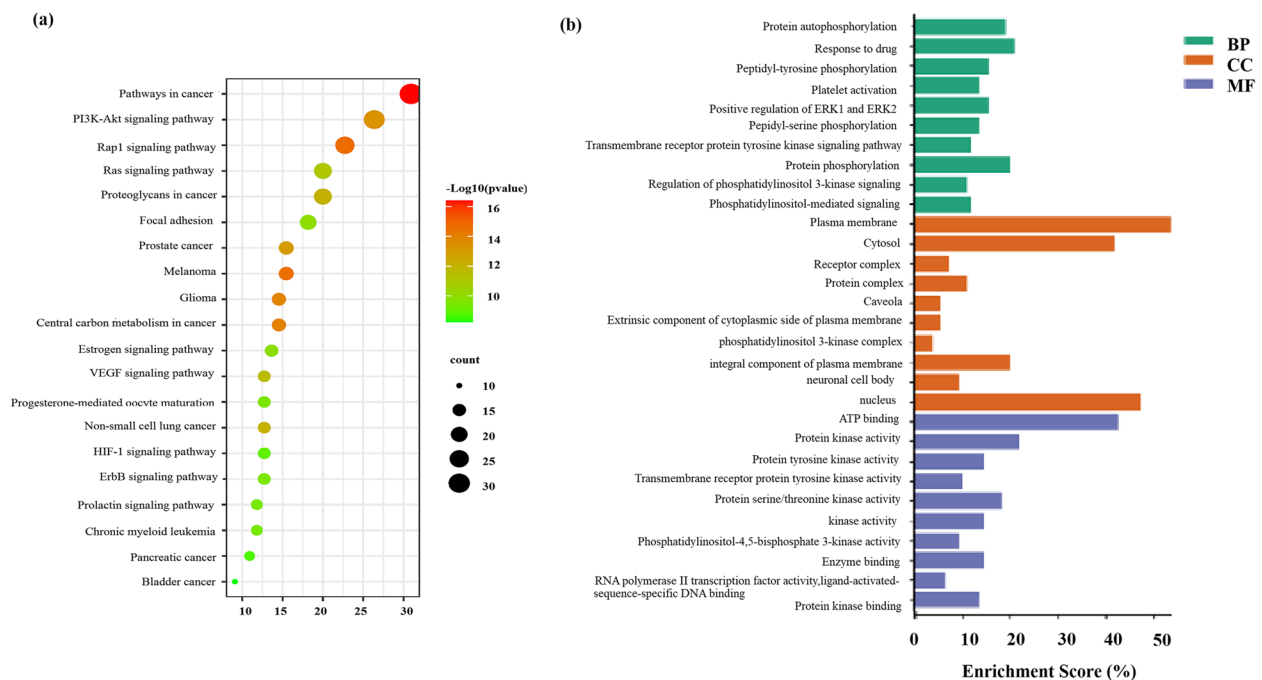 (a)
Pathways in cancer
PI3K-Akt signaling pathway
Rap1 signaling pathway
Ras signaling pathway
Proteoglycans in cancer
Focal adhesion
Prostate cancer
Melanoma
Glioma
Central carbon metabolism in cancer
Estrogen signaling pathway
VEGF signaling pathway
Progesterone-mediated oocvte maturation
Non-small cell lung cancer
HIF-1 signaling pathway
ErbB signaling pathway
Prolactin signaling pathway
Chronic myeloid leukemia
Pancreatic cancer
Bladder cancer
10 15 20 25 30
-Log10(pvalue)
16
14
12
10
count
10
15
20
25
30
(b)
Protein autophosphorylation
Response to drug
Peptidyl-tyrosine phosphorylation
Platelet activation
Positive regulation of ERK1 and ERK2
Pepidyl-serine phosphorylation
Transmembrane receptor protein tyrosine kinase signaling pathway
Protein phosphorylation
Regulation of phosphatidylinositol 3-kinase signaling
Phosphatidylinositol-mediated signaling
Plasma membrane
Cytosol
Receptor complex
Protein complex
Caveola
Extrinsic component of cytoplasmic side of plasma membrane
phosphatidylinositol 3-kinase complex
integral component of plasma membrane
neuronal cell body
nucleus
ATP binding
Protein kinase activity
Protein tyrosine kinase activity
Transmembrane receptor protein tyrosine kinase activity
Protein serine/threonine kinase activity
kinase activity
Phosphatidylinositol-4,5-bisphosphate 3-kinase activity
Enzyme binding
RNA polymerase II transcription factor activity,ligand-activated-
sequence-specific DNA binding
Protein kinase binding
0 10 20 30 40 50
Enrichment Score (%)
BP
CC
MF